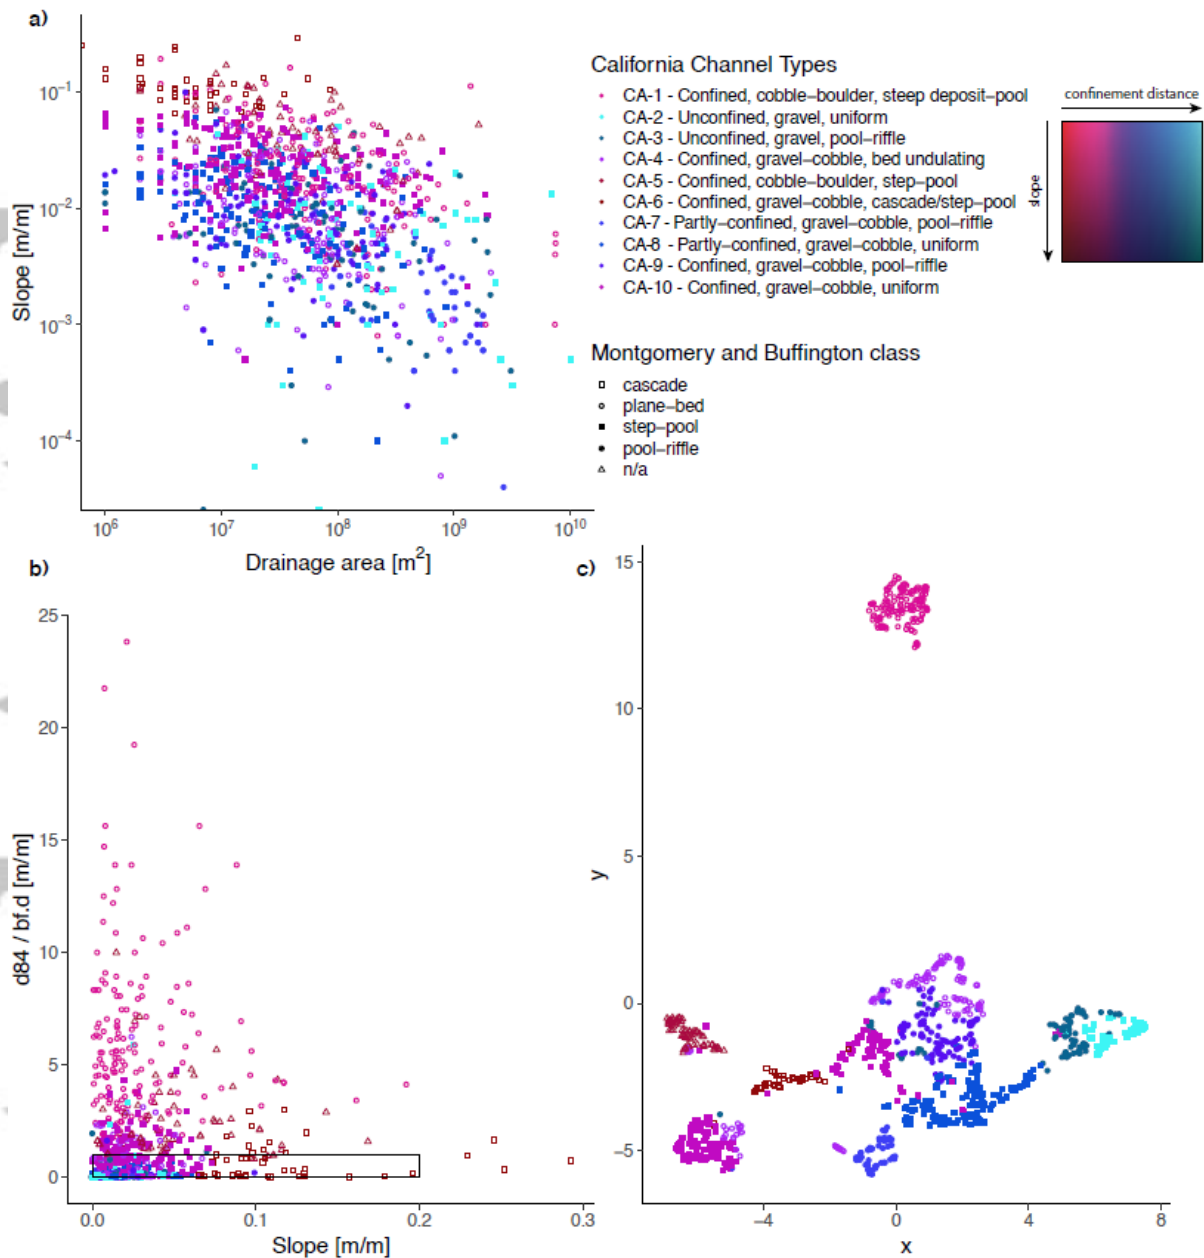 a)
10⁻¹
10⁻²
10⁻³
10⁻⁴
Slope [m/m]
10⁶ 10⁷ 10⁸ 10⁹ 10¹⁰
Drainage area [m²]
California Channel Types
CA-1 - Confined, cobble-boulder, steep deposit-pool
CA-2 - Unconfined, gravel, uniform
CA-3 - Unconfined, gravel, pool-riffle
CA-4 - Confined, gravel-cobble, bed undulating
CA-5 - Confined, cobble-boulder, step-pool
CA-6 - Confined, gravel-cobble, cascade/step-pool
CA-7 - Partly-confined, gravel-cobble, pool-riffle
CA-8 - Partly-confined, gravel-cobble, uniform
CA-9 - Confined, gravel-cobble, pool-riffle
CA-10 - Confined, gravel-cobble, uniform
confinement distance
slope
Montgomery and Buffington class
cascade
plane-bed
step-pool
pool-riffle
n/a
b)
25
20
15
10
5
0
d84 / bf.d [m/m]
0.0 0.1 0.2 0.3
Slope [m/m]
c)
15
10
5
0
-5
y
-4 0 4 8
x